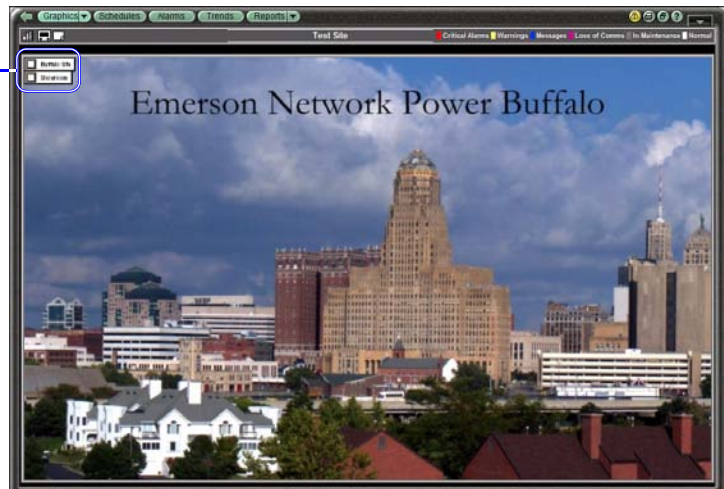 Graphics Schedules Alarms Trends Reports
Test Site
Critical Alarms Warnings Messages Loss of Comms In Maintenance Normal
Buffalo Site
Showroom
Emerson Network Power Buffalo